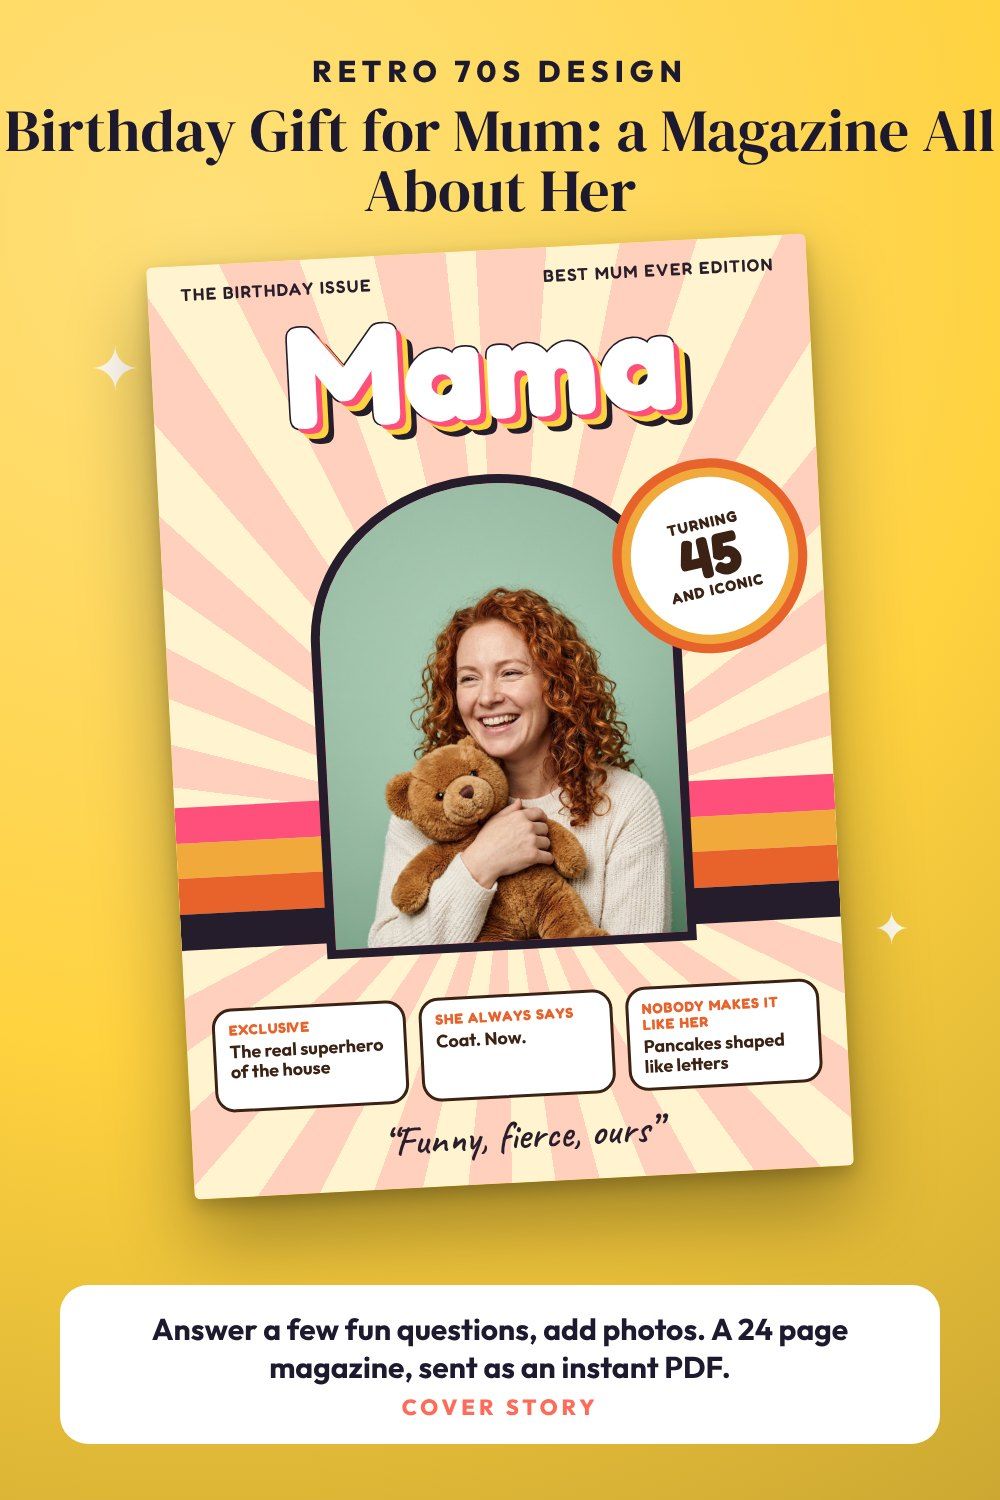 RETRO 70S DESIGN
Birthday Gift for Mum: a Magazine All
About Her
THE BIRTHDAY ISSUE
BEST MUM EVER EDITION
Mama
TURNING
45
AND ICONIC
EXCLUSIVE
The real superhero
of the house
SHE ALWAYS SAYS
Coat. Now.
NOBODY MAKES IT
LIKE HER
Pancakes shaped
like letters
“Funny, fierce, ours”
Answer a few fun questions, add photos. A 24 page
magazine, sent as an instant PDF.
COVER STORY